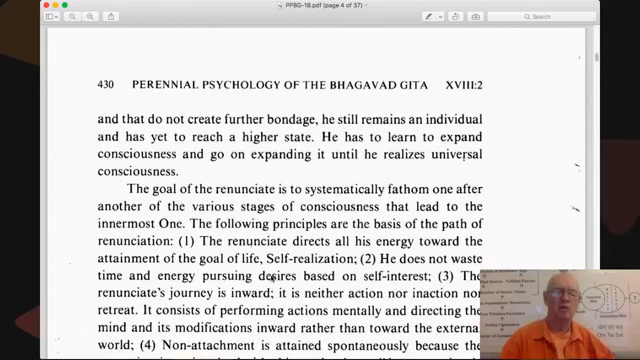 PPBG-18.pdf (page 4 of 37)
Search
430 PERENNIAL PSYCHOLOGY OF THE BHAGAVAD GITA XVIII:2
and that do not create further bondage, he still remains an individual
and has yet to reach a higher state. He has to learn to expand
consciousness and go on expanding it until he realizes universal
consciousness.
The goal of the renunciate is to systematically fathom one after
another of the various stages of consciousness that lead to the
innermost One. The following principles are the basis of the path of
renunciation: (1) The renunciate directs all his energy toward the
attainment of the goal of life, Self-realization; (2) He does not waste
time and energy pursuing desires based on self-interest; (3) The
renunciate's journey is inward; it is neither action nor inaction nor
retreat. It consists of performing actions mentally and directing the
mind and its modifications inward rather than toward the external
world; (4) Non-attachment is attained spontaneously because the
Om Tat Sat